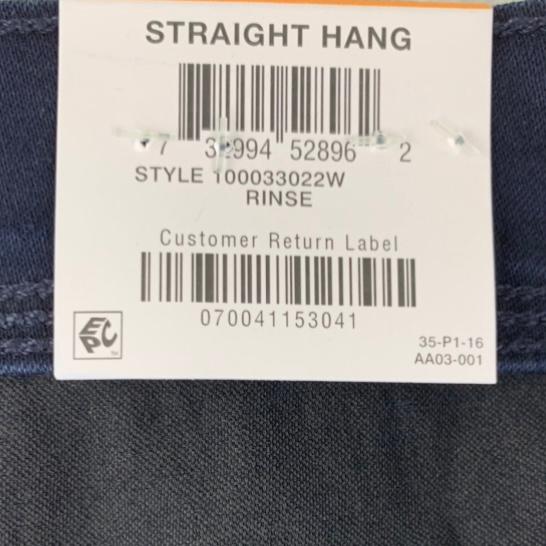 STRAIGHT HANG
7 32994 52896 2
STYLE 100033022W
RINSE
Customer Return Label
070041153041
EPC
TM
35-P1-16
AA03-001